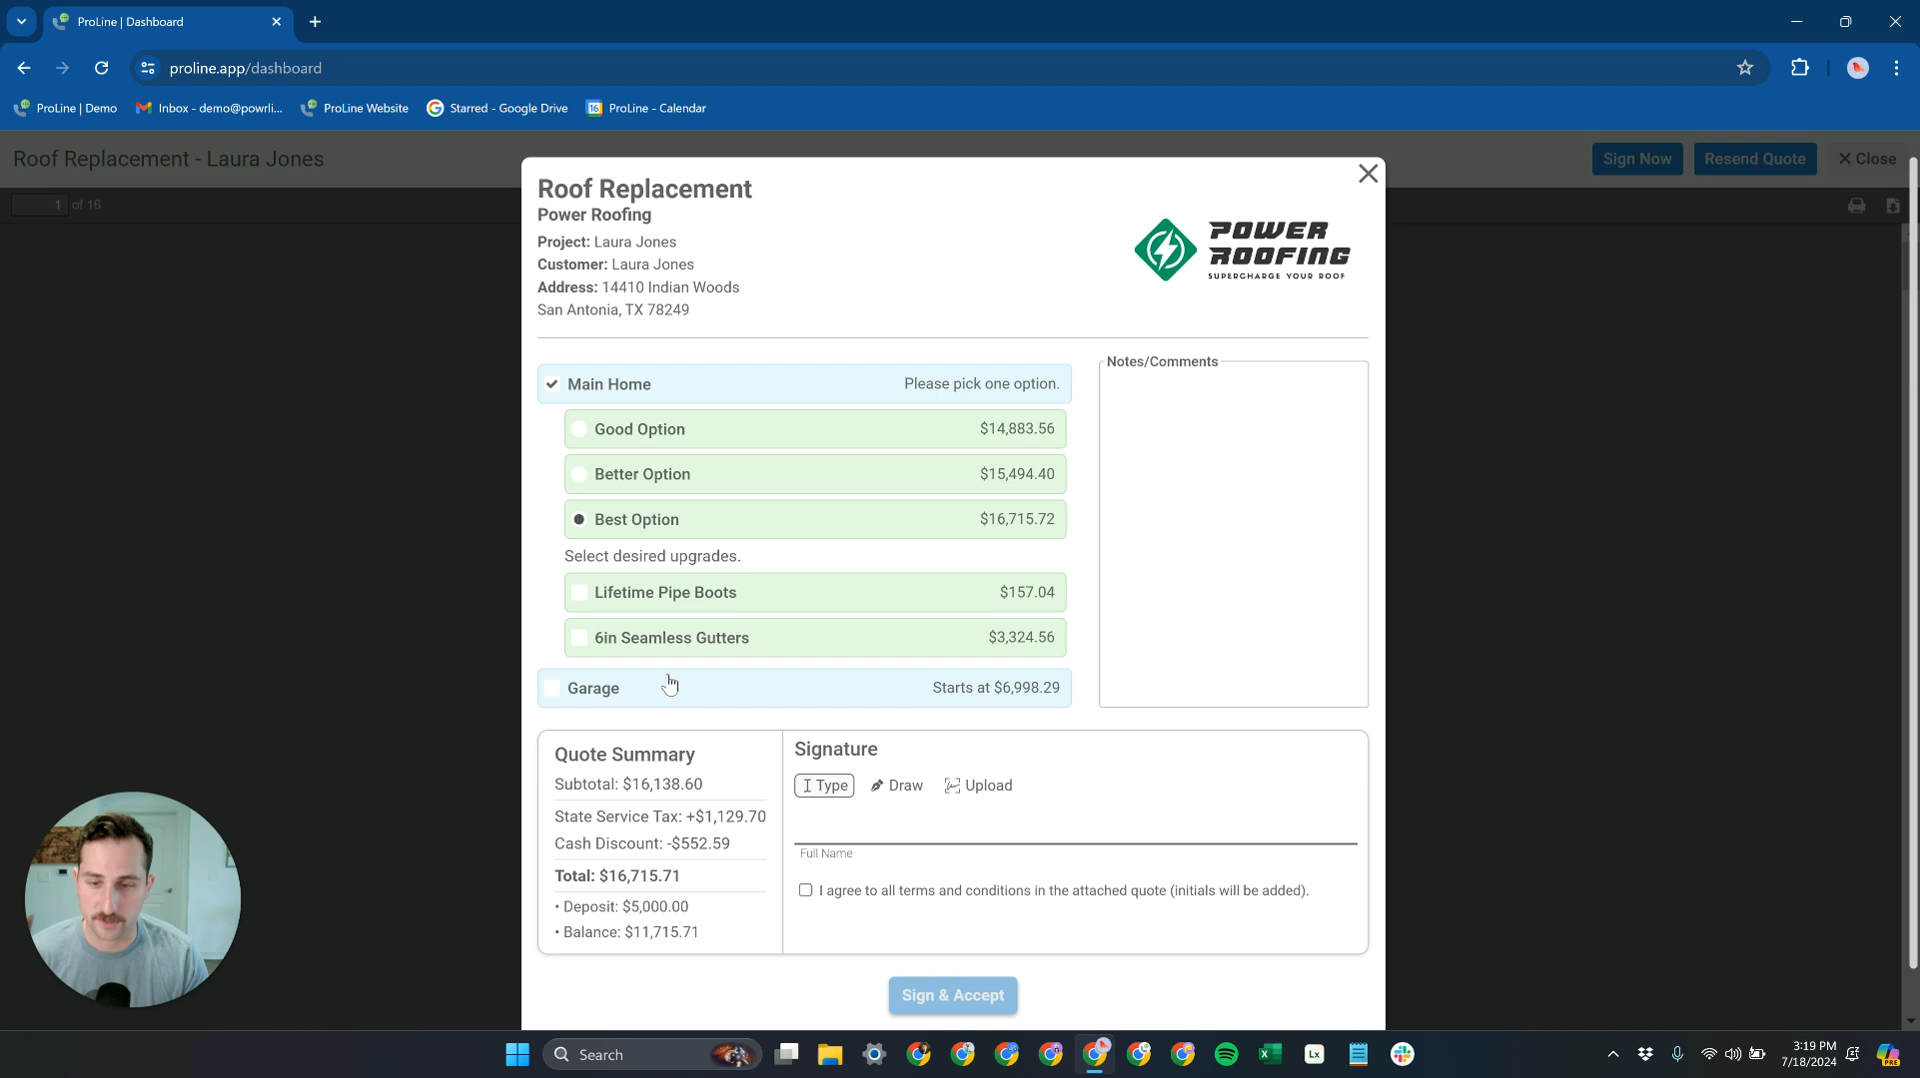 ProLine | Dashboard
proline.app/dashboard
ProLine | Demo
Inbox - demo@powrli...
ProLine Website
Starred - Google Drive
16
ProLine - Calendar
Roof Replacement - Laura Jones
Sign Now
Resend Quote
Close
1 of 16
Roof Replacement
Power Roofing
Project: Laura Jones
Customer: Laura Jones
Address: 14410 Indian Woods
San Antonia, TX 78249
POWER
ROOFING
SUPERCHARGE YOUR ROOF
Main Home Please pick one option.
Good Option $14,883.56
Better Option $15,494.40
Best Option $16,715.72
Select desired upgrades.
Lifetime Pipe Boots $157.04
6in Seamless Gutters $3,324.56
Garage Starts at $6,998.29
Notes/Comments
Quote Summary
Subtotal: $16,138.60
State Service Tax: +$1,129.70
Cash Discount: -$552.59
Total: $16,715.71
• Deposit: $5,000.00
• Balance: $11,715.71
Signature
Type
Draw
Upload
Full Name
I agree to all terms and conditions in the attached quote (initials will be added).
Sign & Accept
Search
Lx
3:19 PM
7/18/2024
PRE